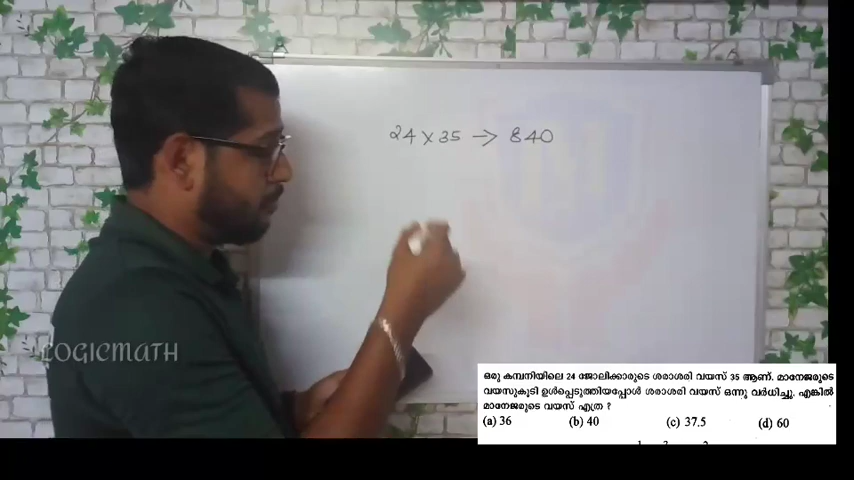 24 x 35 → 840
LOGICMATH
ഒരു കമ്പനിയിലെ 24 ജോലിക്കാരുടെ ശരാശരി വയസ് 35 ആണ്. മാനേജരുടെ
വയസുകൂടി ഉൾപ്പെടുത്തിയപ്പോൾ ശരാശരി വയസ് ഒന്നു വർധിച്ചു. എങ്കിൽ
മാനേജരുടെ വയസ് എത്ര ?
(a) 36 (b) 40 (c) 37.5 (d) 60